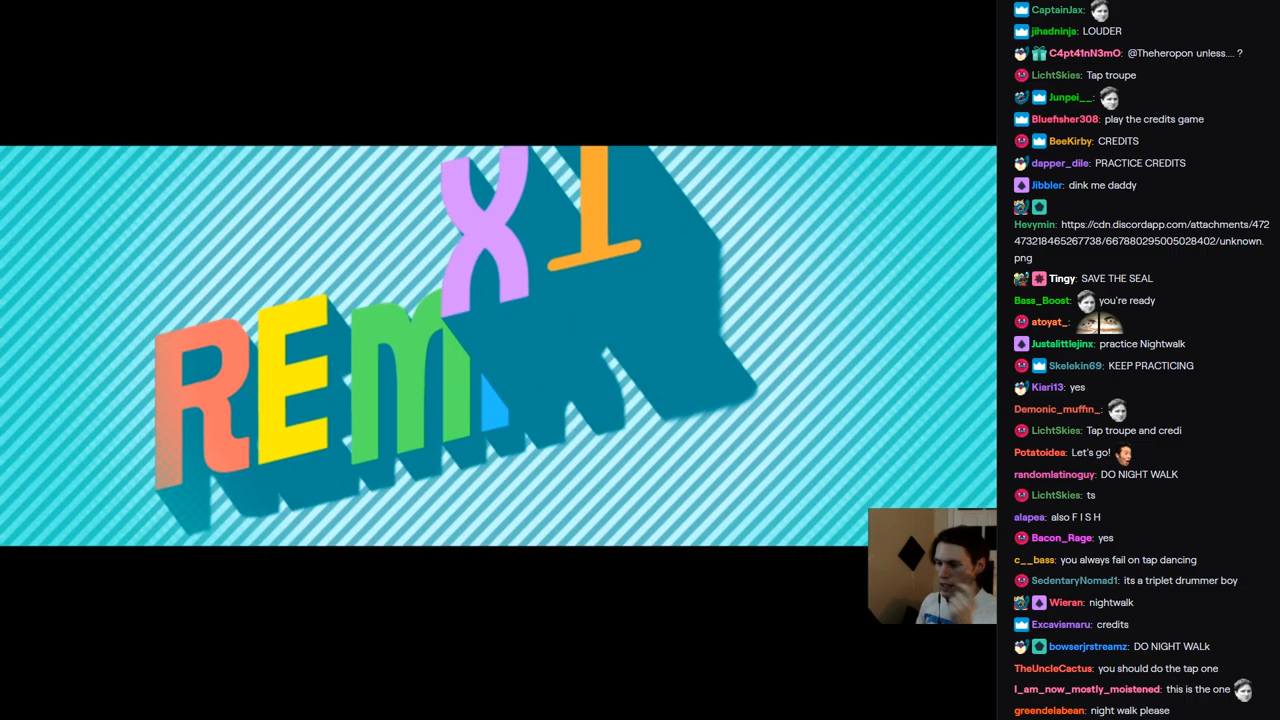 REmIX 1
CaptainJax:
jihadninja: LOUDER
C4pt41nN3mO: @Theheropon unless.... ?
LichtSkies: Tap troupe
Junpei__:
Bluefisher308: play the credits game
BeeKirby: CREDITS
dapper_dile: PRACTICE CREDITS
Jibbler: dink me daddy
Hevymin: https://cdn.discordapp.com/attachments/472
473218465267738/667880295005028402/unknown.
png
Tingy: SAVE THE SEAL
Bass_Boost: you're ready
atoyat_:
Justalittlejinx: practice Nightwalk
Skelekin69: KEEP PRACTICING
Kiari13: yes
Demonic_muffin_:
LichtSkies: Tap troupe and credi
Potatoidea: Let's go!
randomlatinoguy: DO NIGHT WALK
LichtSkies: ts
alapea: also F I S H
Bacon_Rage: yes
c__bass: you always fail on tap dancing
SedentaryNomad1: its a triplet drummer boy
Wieran: nightwalk
Excavismaru: credits
bowserjrstreamz: DO NIGHT WALk
TheUncleCactus: you should do the tap one
I_am_now_mostly_moistened: this is the one
greendelabean: night walk please